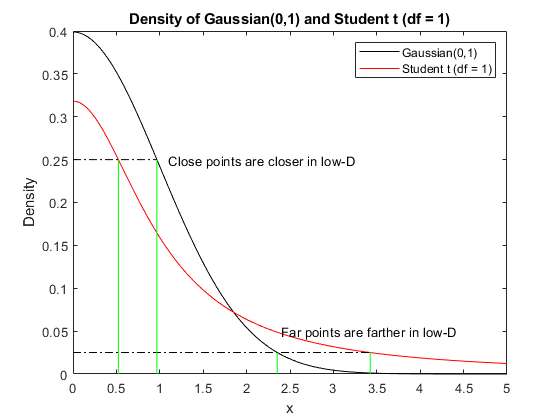 Density of Gaussian(0,1) and Student t (df = 1)
0.4
0.35
0.3
0.25
0.2
0.15
0.1
0.05
0
Density
Gaussian(0,1)
Student t (df = 1)
Close points are closer in low-D
Far points are farther in low-D
0 0.5 1 1.5 2 2.5 3 3.5 4 4.5 5
x